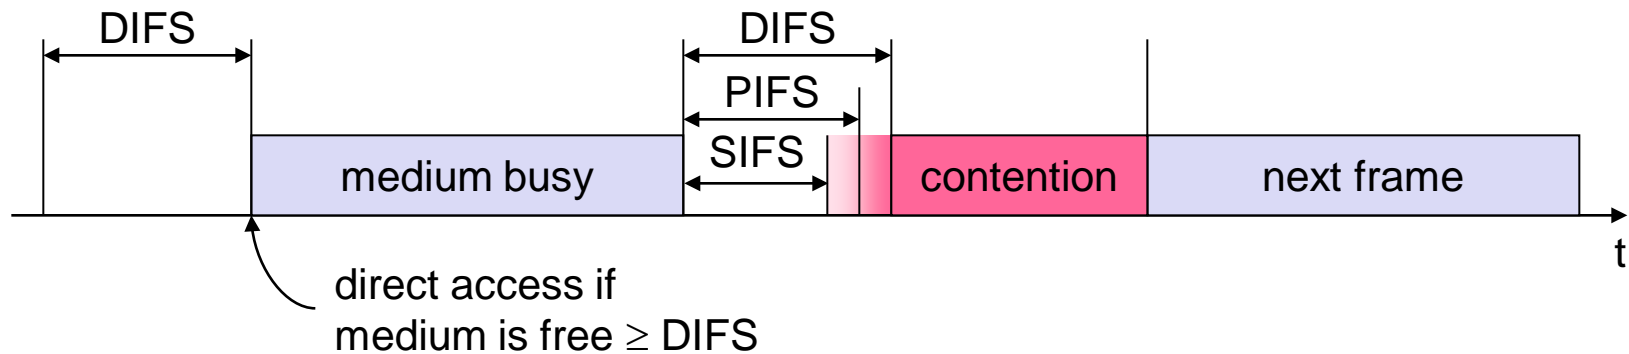 DIFS
DIFS
PIFS
SIFS
medium busy
contention
next frame
t
direct access if
medium is free ≥ DIFS